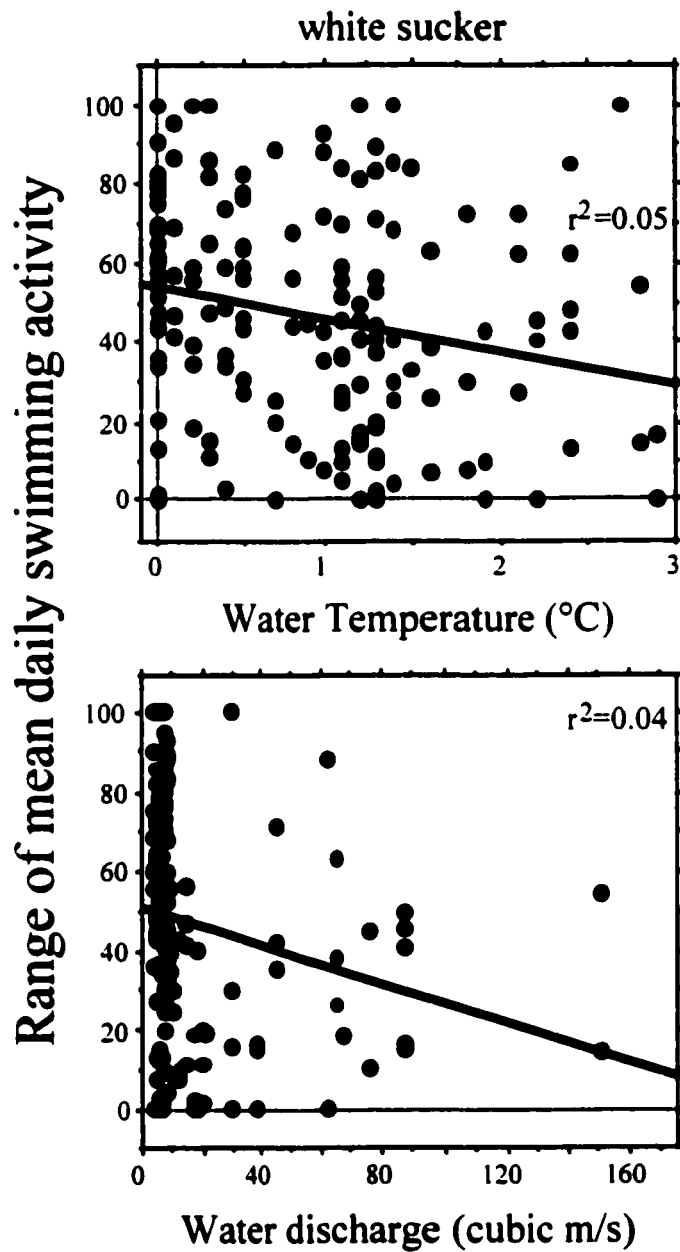 white sucker
Range of mean daily swimming activity
100
80
60
40
20
0
r²=0.05
0 1 2 3
Water Temperature (°C)
100
80
60
40
20
0
r²=0.04
0 40 80 120 160
Water discharge (cubic m/s)